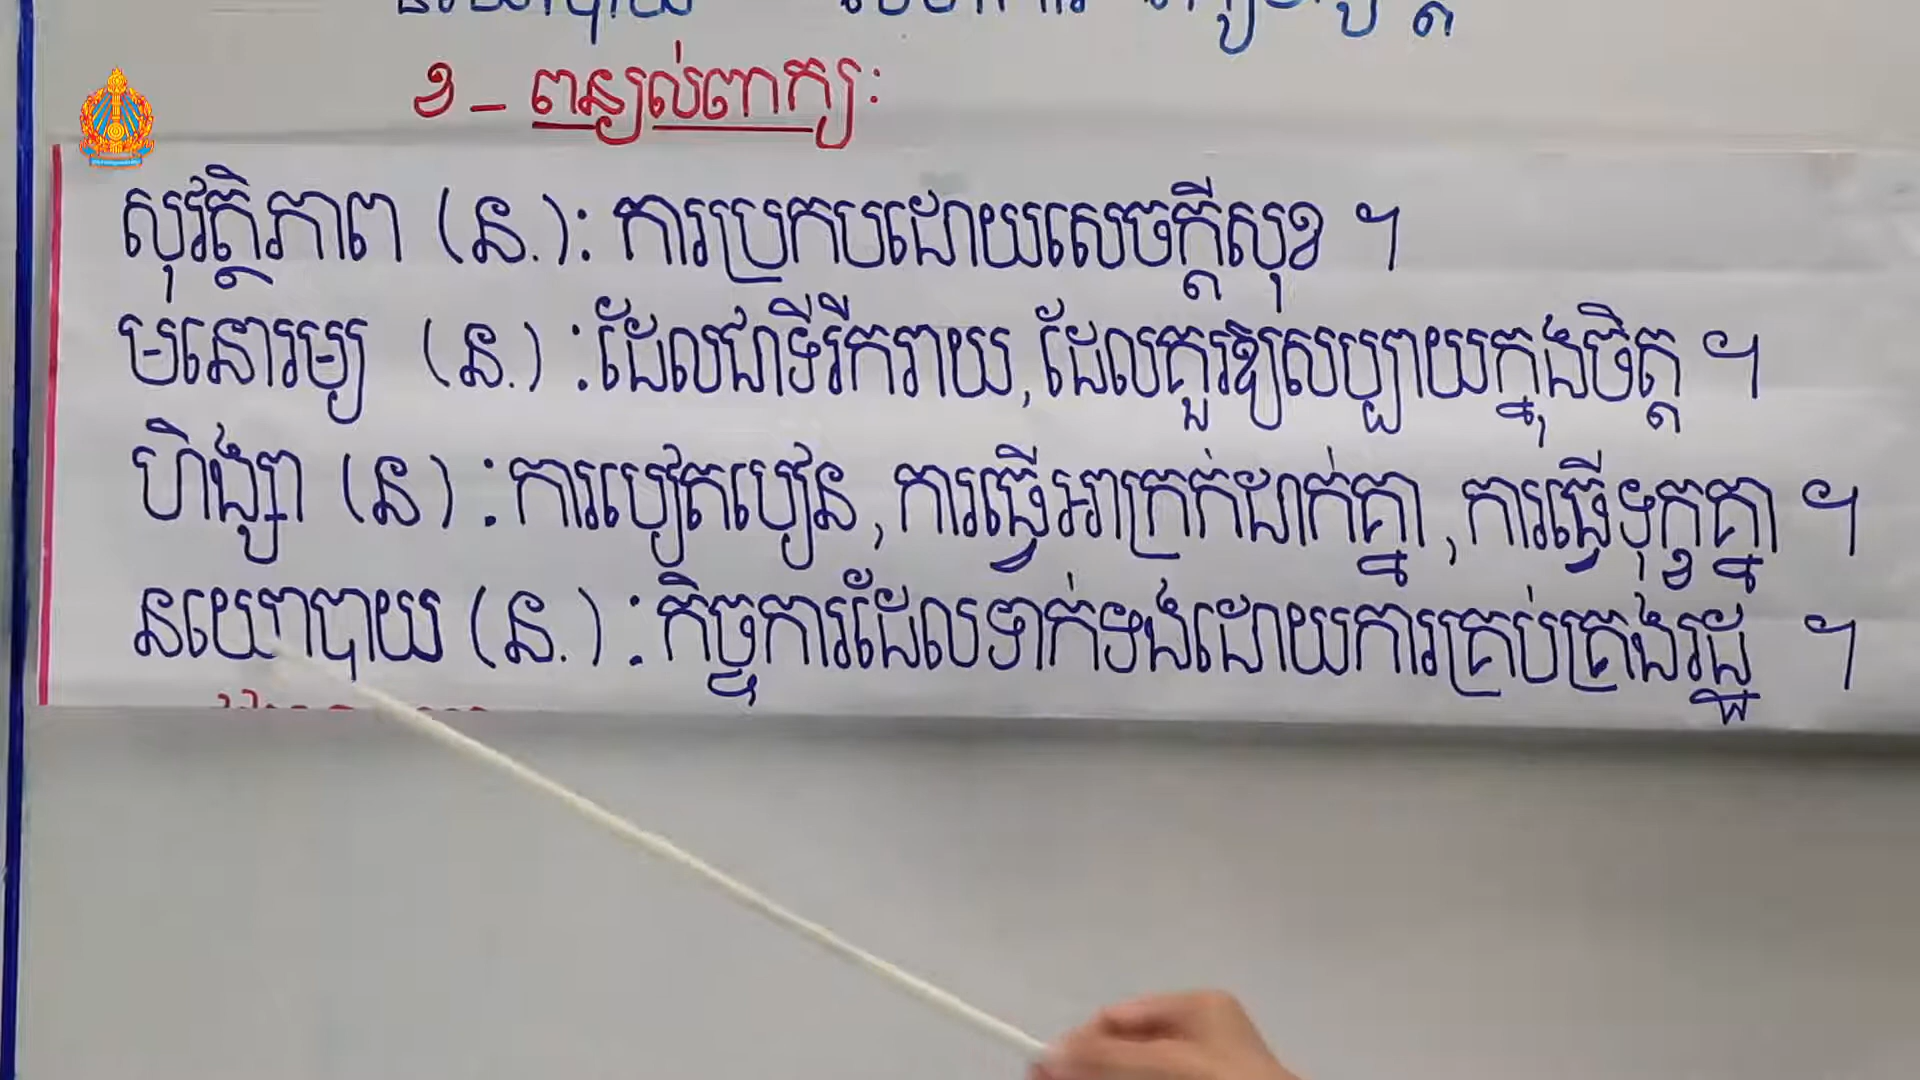 ខ - ពន្យល់ពាក្យ:
សុវត្ថិភាព (ន.): ការប្រកបដោយសេចក្ដីសុខ ។
មនោរម្យ (ន.) : ដែលជាទីរីករាយ, ដែលគួរឱ្យសប្បាយក្នុងចិត្ត ។
ហិង្សា (ន) : ការបៀតបៀន, ការធ្វើអាក្រក់ដាក់គ្នា, ការធ្វើទុក្ខគ្នា ។
នយោបាយ (ន.) : កិច្ចការដែលទាក់ទងដោយការគ្រប់គ្រងរដ្ឋ ។